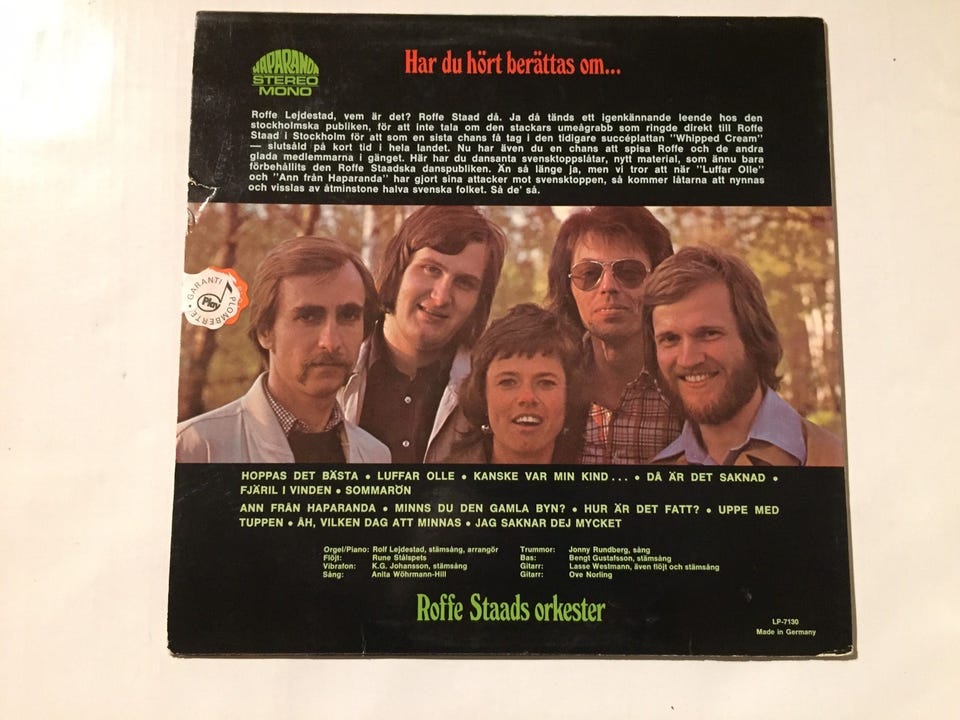 HAPARANDA
STEREO
MONO
Har du hört berättas om...
Roffe Lejdestad, vem är det? Roffe Staad då. Ja då tänds ett igenkännande leende hos den
stockholmska publiken, för att inte tala om den stackars umeågrabb som ringde direkt till Roffe
Staad i Stockholm för att som en sista chans få tag i den tidigare succéplattan "Whipped Cream"
— slutsåld på kort tid i hela landet. Nu har även du en chans att spisa Roffe och de andra
glada medlemmarna i gänget. Här har du dansanta svensktoppslåtar, nytt material, som ännu bara
förbehållits den Roffe Staadska danspubliken. Än så länge ja, men vi tror att när "Luffar Olle"
och "Ann från Haparanda" har gjort sina attacker mot svensktoppen, så kommer låtarna att nynnas
och visslas av åtminstone halva svenska folket. Så de' så.
GARANTI
Play
PLOMBERTE
HOPPAS DET BÄSTA • LUFFAR OLLE • KANSKE VAR MIN KIND... • DÅ ÄR DET SAKNAD •
FJÄRIL I VINDEN • SOMMARÖN
ANN FRÅN HAPARANDA • MINNS DU DEN GAMLA BYN? • HUR ÄR DET FATT? • UPPE MED
TUPPEN • ÅH, VILKEN DAG ATT MINNAS • JAG SAKNAR DEJ MYCKET
Orgel/Piano: Rolf Lejdestad, stämsång, arrangör
Flöjt: Rune Stålspets
Vibrafon: K.G. Johansson, stämsång
Sång: Anita Wöhrmann-Hill
Trummor: Jonny Rundberg, sång
Bas: Bengt Gustafsson, stämsång
Gitarr: Lasse Westmann, även flöjt och stämsång
Gitarr: Ove Norling
Roffe Staads orkester
LP-7130
Made in Germany